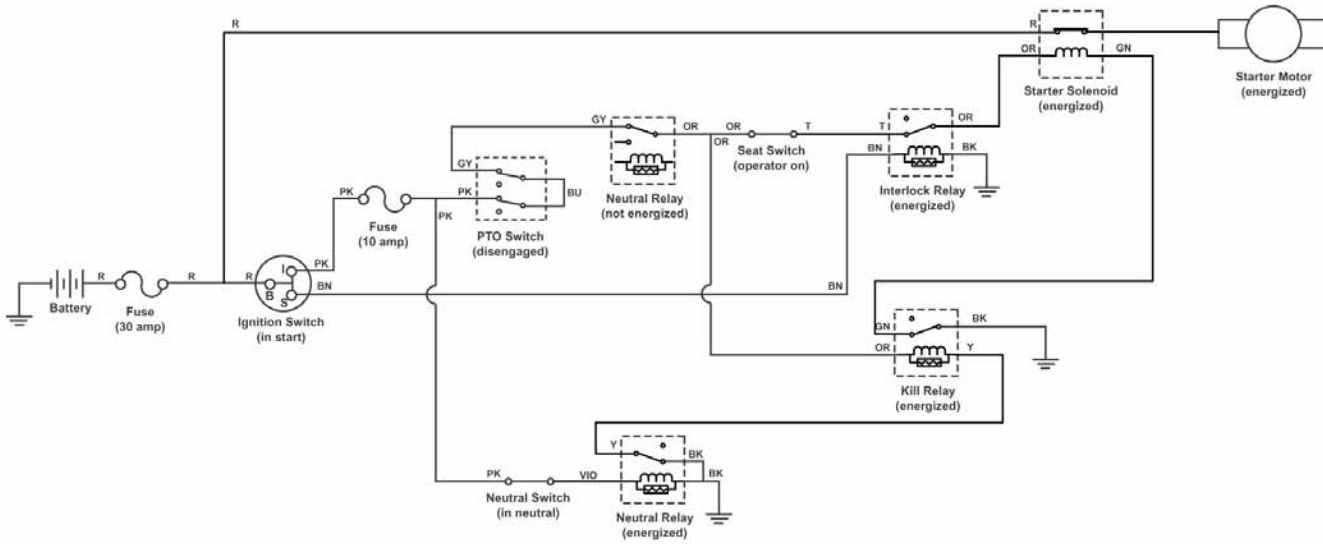 R
R
OR
GN
Starter Solenoid
(energized)
Starter Motor
(energized)
GY
OR
OR
OR
T
Seat Switch
(operator on)
T
OR
BN
BK
Interlock Relay
(energized)
GY
PK
BU
PTO Switch
(disengaged)
Neutral Relay
(not energized)
PK
Fuse
(10 amp)
PK
PK
R
R
R
Battery
Fuse
(30 amp)
I
B
S
BN
Ignition Switch
(in start)
BN
GN
BK
OR
Y
Kill Relay
(energized)
Y
BK
PK
VIO
BK
Neutral Switch
(in neutral)
Neutral Relay
(energized)